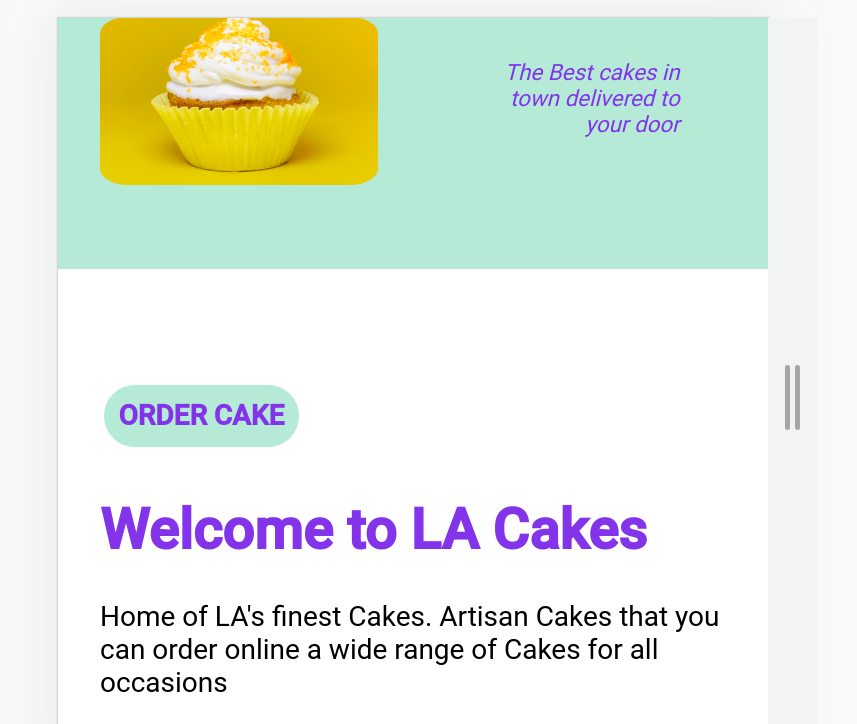 The Best cakes in
town delivered to
your door
ORDER CAKE
Welcome to LA Cakes
Home of LA's finest Cakes. Artisan Cakes that you
can order online a wide range of Cakes for all
occasions